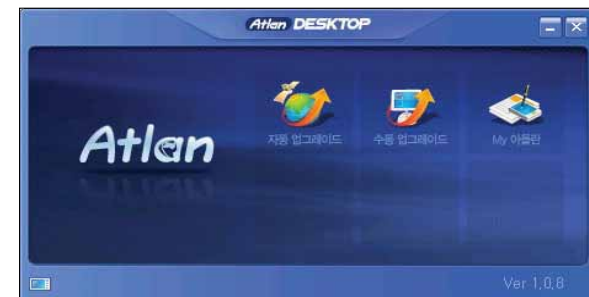 Atlan DESKTOP
Atlan
자동 업그레이드
수동 업그레이드
My 아틀란
Ver 1.0.8